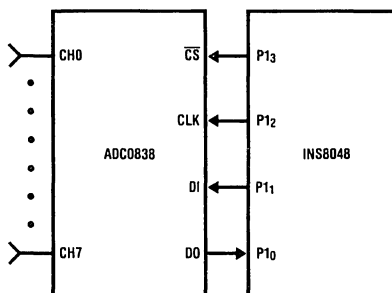 CH0
CS
P1₃
CLK
P1₂
ADC0838
INS8048
DI
P1₁
CH7
DO
P1₀